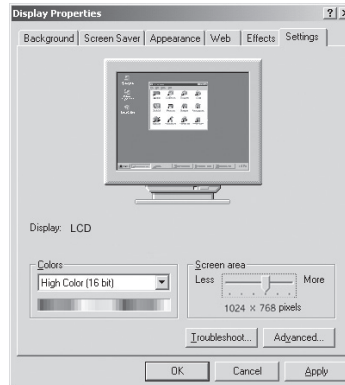 Display Properties
Background Screen Saver Appearance Web Effects Settings
Display: LCD
Colors
High Color (16 bit)
Screen area
Less More
1024 × 768 pixels
Troubleshoot... Advanced...
OK Cancel Apply